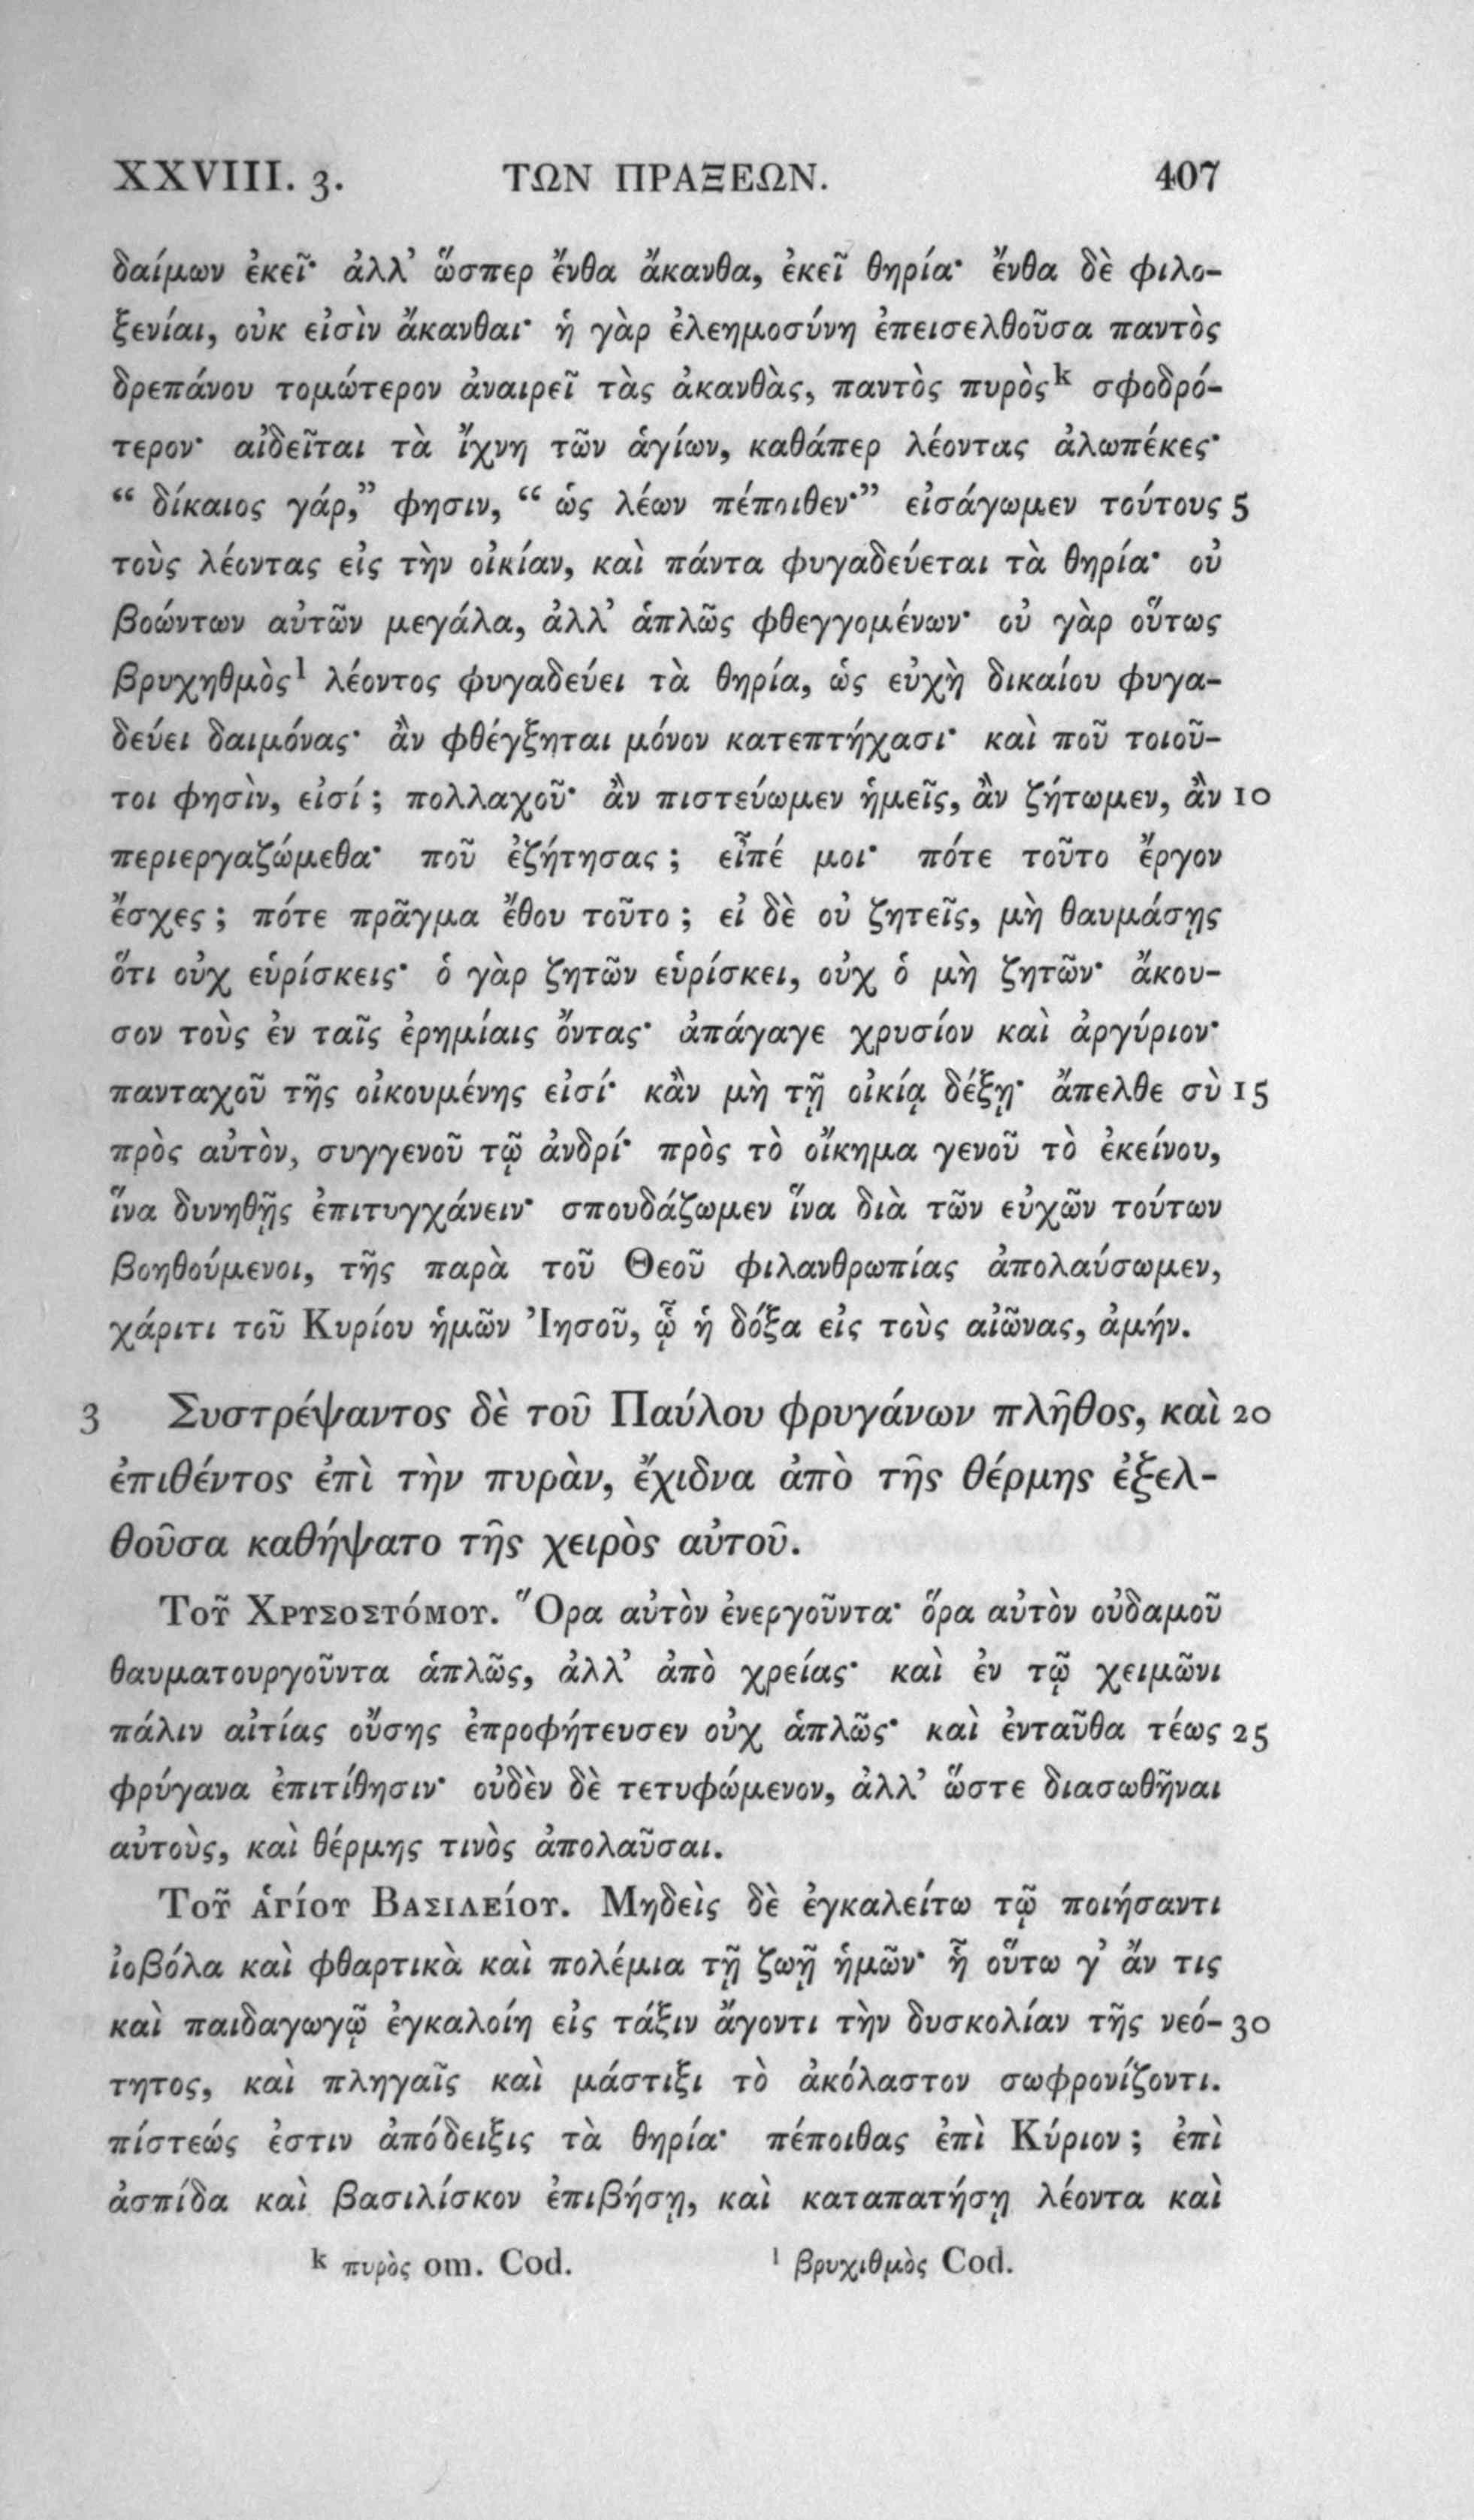 XXVIII. 3. ΤΩΝ ΠΡΑΞΕΩΝ. 407
δαίμων ἐκεῖ· ἀλλ’ ὥσπερ ἔνθα ἄκανθα, ἐκεῖ θηρία· ἔνθα δὲ φιλο-
ξενίαι, οὐκ εἰσὶν ἄκανθαι· ἡ γὰρ ἐλεημοσύνη ἐπεισελθοῦσα παντὸς
δρεπάνου τομώτερον ἀναιρεῖ τὰς ἀκανθὰς, παντὸς πυρὸςᵏ σφοδρό-
τερον· αἰδεῖται τὰ ἴχνη τῶν ἁγίων, καθάπερ λέοντας ἀλωπέκες·
“ δίκαιος γάρ,” φησιν, “ ὡς λέων πέποιθεν·” εἰσάγωμεν τούτους 5
τοὺς λέοντας εἰς τὴν οἰκίαν, καὶ πάντα φυγαδεύεται τὰ θηρία· οὐ
βοώντων αὐτῶν μεγάλα, ἀλλ’ ἁπλῶς φθεγγομένων· οὐ γὰρ οὕτως
βρυχηθμὸςˡ λέοντος φυγαδεύει τὰ θηρία, ὡς εὐχὴ δικαίου φυγα-
δεύει δαιμόνας· ἂν φθέγξηται μόνον κατεπτήχασι· καὶ ποῦ τοιοῦ-
τοι φησὶν, εἰσί ; πολλαχοῦ· ἂν πιστεύωμεν ἡμεῖς, ἂν ζήτωμεν, ἂν 10
περιεργαζώμεθα· ποῦ ἐζήτησας ; εἶπέ μοι· πότε τοῦτο ἔργον
ἔσχες ; πότε πρᾶγμα ἔθου τοῦτο ; εἰ δὲ οὐ ζητεῖς, μὴ θαυμάσῃς
ὅτι οὐχ εὑρίσκεις· ὁ γὰρ ζητῶν εὑρίσκει, οὐχ ὁ μὴ ζητῶν· ἄκου-
σον τοὺς ἐν ταῖς ἐρημίαις ὄντας· ἀπάγαγε χρυσίον καὶ ἀργύριον·
πανταχοῦ τῆς οἰκουμένης εἰσί· κἂν μὴ τῇ οἰκίᾳ δέξῃ· ἄπελθε σὺ 15
πρὸς αὐτὸν, συγγενοῦ τῷ ἀνδρί· πρὸς τὸ οἴκημα γενοῦ τὸ ἐκείνου,
ἵνα δυνηθῇς ἐπιτυγχάνειν· σπουδάζωμεν ἵνα διὰ τῶν εὐχῶν τούτων
βοηθούμενοι, τῆς παρὰ τοῦ Θεοῦ φιλανθρωπίας ἀπολαύσωμεν,
χάριτι τοῦ Κυρίου ἡμῶν Ἰησοῦ, ᾧ ἡ δόξα εἰς τοὺς αἰῶνας, ἀμήν.
3 Συστρέψαντος δὲ τοῦ Παύλου φρυγάνων πλῆθος, καὶ 20
ἐπιθέντος ἐπὶ τὴν πυρὰν, ἔχιδνα ἀπὸ τῆς θέρμης ἐξελ-
θοῦσα καθήψατο τῆς χειρὸς αὐτοῦ.
Τοῦ Χρυσοστόμου. Ὅρα αὐτὸν ἐνεργοῦντα· ὅρα αὐτὸν οὐδαμοῦ
θαυματουργοῦντα ἁπλῶς, ἀλλ’ ἀπὸ χρείας· καὶ ἐν τῷ χειμῶνι
πάλιν αἰτίας οὔσης ἐπροφήτευσεν οὐχ ἁπλῶς· καὶ ἐνταῦθα τέως 25
φρύγανα ἐπιτίθησιν· οὐδὲν δὲ τετυφώμενον, ἀλλ’ ὥστε διασωθῆναι
αὐτοὺς, καὶ θέρμης τινὸς ἀπολαῦσαι.
Τοῦ ἁγίου Βασιλείου. Μηδεὶς δὲ ἐγκαλείτω τῷ ποιήσαντι
ἰοβόλα καὶ φθαρτικὰ καὶ πολέμια τῇ ζωῇ ἡμῶν· ἢ οὕτω γ’ ἄν τις
καὶ παιδαγωγῷ ἐγκαλοίη εἰς τάξιν ἄγοντι τὴν δυσκολίαν τῆς νεό- 30
τητος, καὶ πληγαῖς καὶ μάστιξι τὸ ἀκόλαστον σωφρονίζοντι.
πίστεώς ἐστιν ἀπόδειξις τὰ θηρία· πέποιθας ἐπὶ Κύριον ; ἐπὶ
ἀσπίδα καὶ βασιλίσκον ἐπιβήσῃ, καὶ καταπατήσῃ λέοντα καὶ
ᵏ πυρὸς om. Cod. ˡ βρυχιθμὸς Cod.